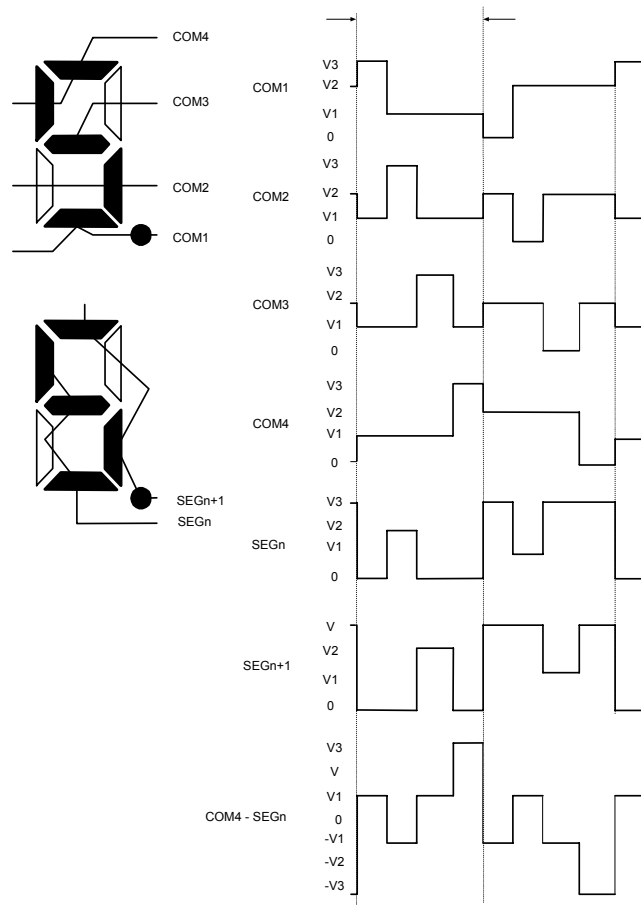 COM4
COM3
COM2
COM1
SEGn+1
SEGn
COM1
V3
V2
V1
0
COM2
V3
V2
V1
0
COM3
V3
V2
V1
0
COM4
V3
V2
V1
0
SEGn
V3
V2
V1
0
SEGn+1
V
V2
V1
0
COM4 - SEGn
V3
V
V1
0
-V1
-V2
-V3